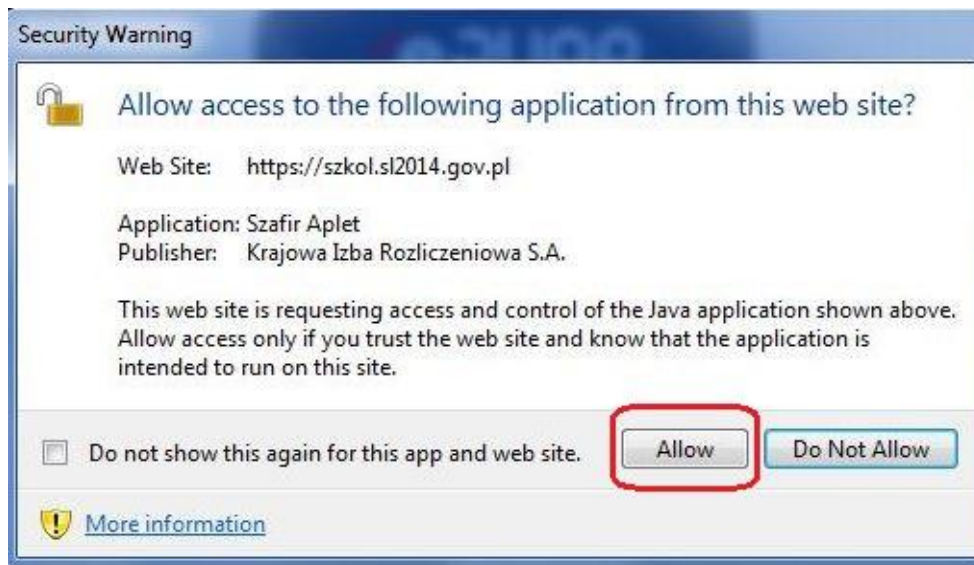 Security Warning
Allow access to the following application from this web site?
Web Site: https://szkol.sl2014.gov.pl
Application: Szafir Aplet
Publisher: Krajowa Izba Rozliczeniowa S.A.
This web site is requesting access and control of the Java application shown above.
Allow access only if you trust the web site and know that the application is
intended to run on this site.
Do not show this again for this app and web site. Allow Do Not Allow
More information